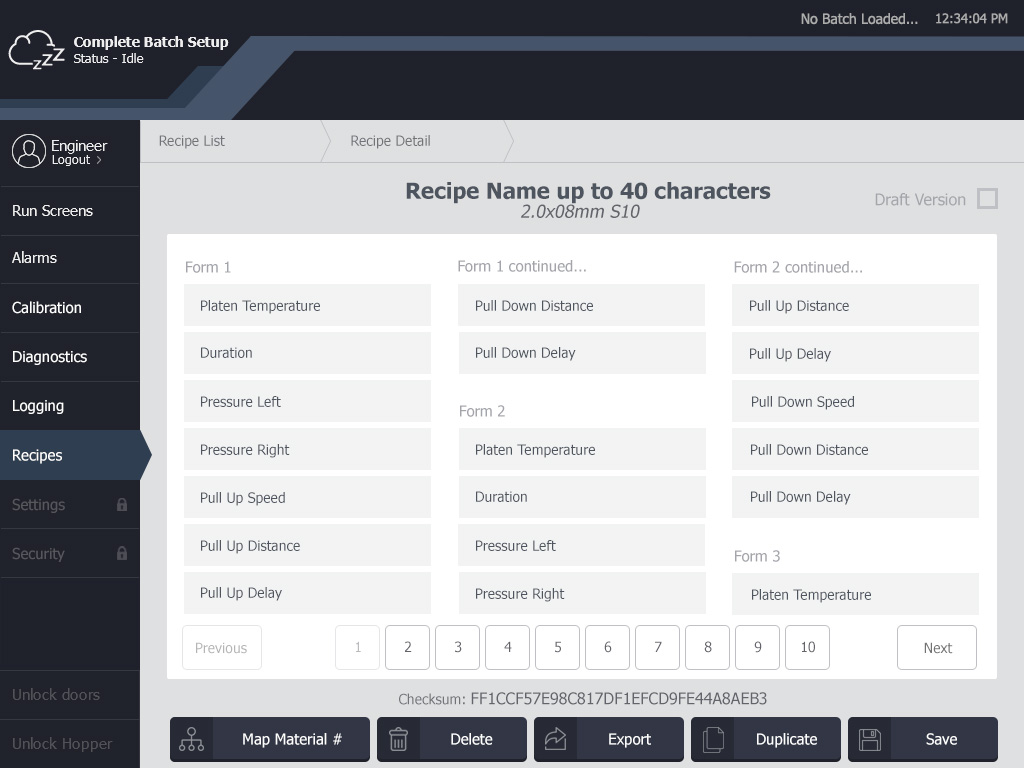 No Batch Loaded... 12:34:04 PM
Complete Batch Setup
Status - Idle
Engineer
Logout >
Run Screens
Alarms
Calibration
Diagnostics
Logging
Recipes
Settings
Security
Unlock doors
Unlock Hopper
Recipe List
Recipe Detail
Recipe Name up to 40 characters
2.0x08mm S10
Draft Version
Form 1
Platen Temperature
Duration
Pressure Left
Pressure Right
Pull Up Speed
Pull Up Distance
Pull Up Delay
Form 1 continued...
Pull Down Distance
Pull Down Delay
Form 2
Platen Temperature
Duration
Pressure Left
Pressure Right
Form 2 continued...
Pull Up Distance
Pull Up Delay
Pull Down Speed
Pull Down Distance
Pull Down Delay
Form 3
Platen Temperature
Previous 1 2 3 4 5 6 7 8 9 10 Next
Checksum: FF1CCF57E98C817DF1EFCD9FE44A8AEB3
Map Material # Delete Export Duplicate Save